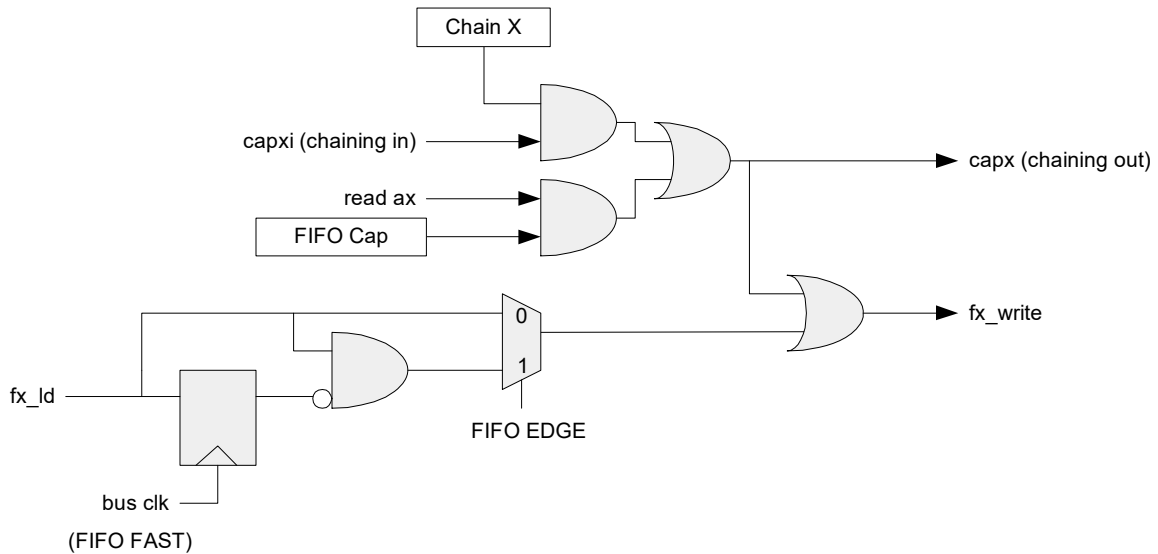 Chain X
capxi (chaining in)
capx (chaining out)
read ax
FIFO Cap
0
fx_write
1
fx_ld
FIFO EDGE
bus clk
(FIFO FAST)